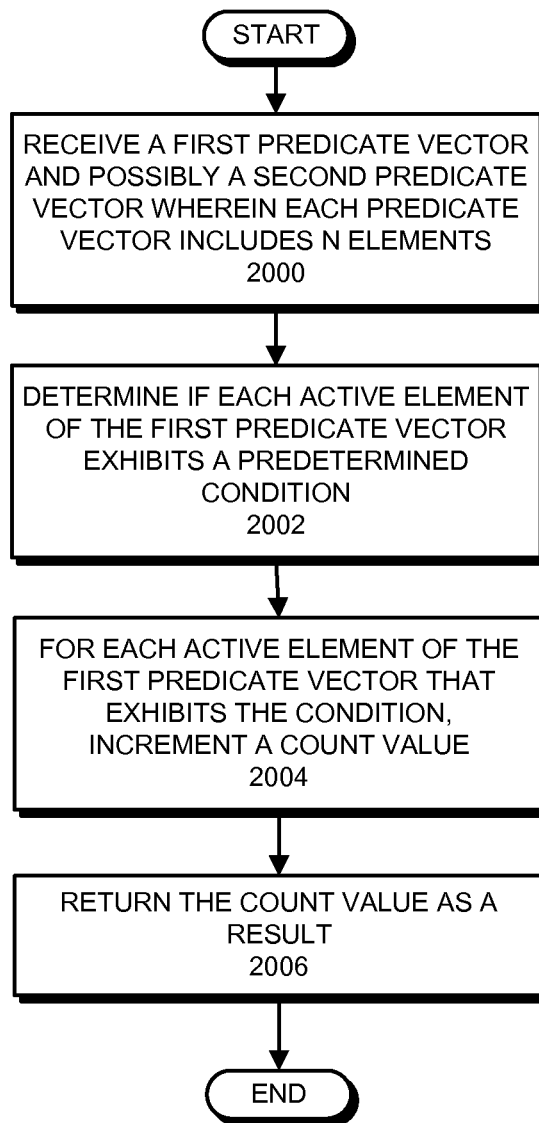 START
RECEIVE A FIRST PREDICATE VECTOR
AND POSSIBLY A SECOND PREDICATE
VECTOR WHEREIN EACH PREDICATE
VECTOR INCLUDES N ELEMENTS
2000
DETERMINE IF EACH ACTIVE ELEMENT
OF THE FIRST PREDICATE VECTOR
EXHIBITS A PREDETERMINED
CONDITION
2002
FOR EACH ACTIVE ELEMENT OF THE
FIRST PREDICATE VECTOR THAT
EXHIBITS THE CONDITION,
INCREMENT A COUNT VALUE
2004
RETURN THE COUNT VALUE AS A
RESULT
2006
END